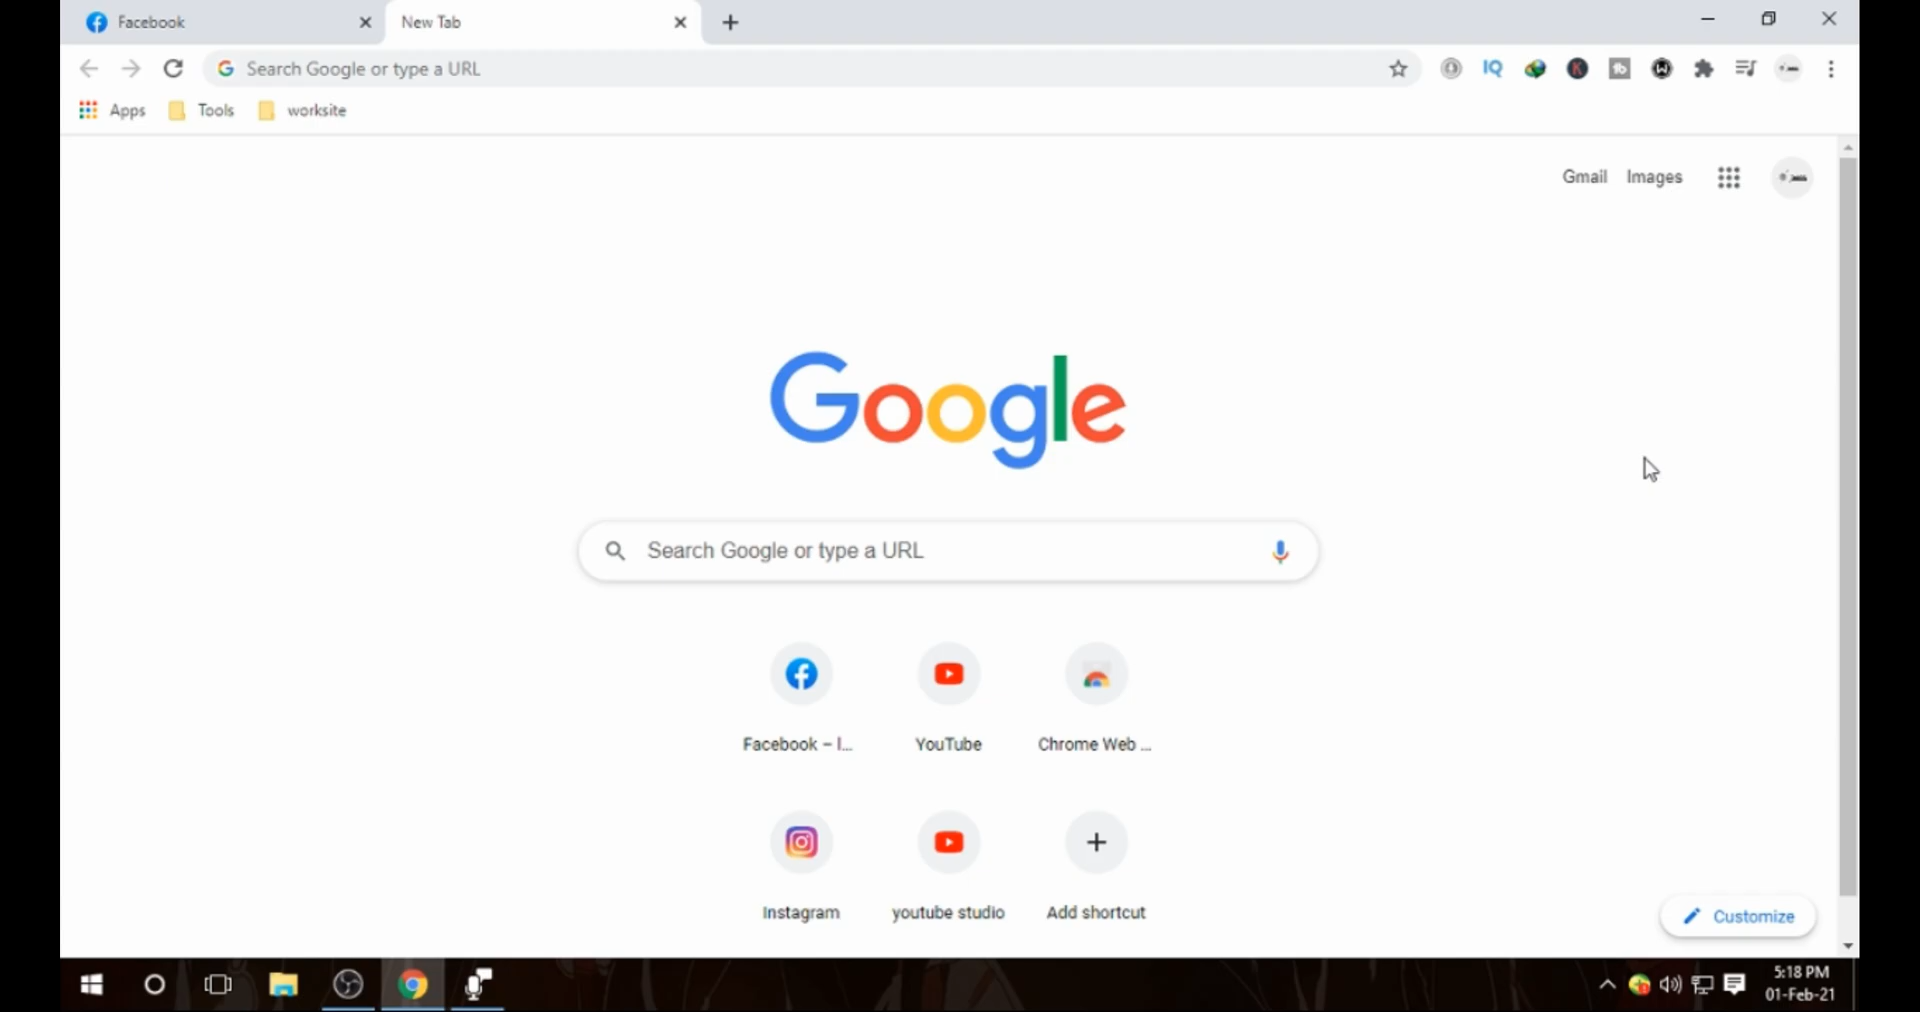 Facebook
New Tab
Search Google or type a URL
IQ
Apps
Tools
worksite
Gmail
Images
Google
Search Google or type a URL
Facebook – l...
YouTube
Chrome Web ...
Instagram
youtube studio
Add shortcut
Customize
5:18 PM
01-Feb-21